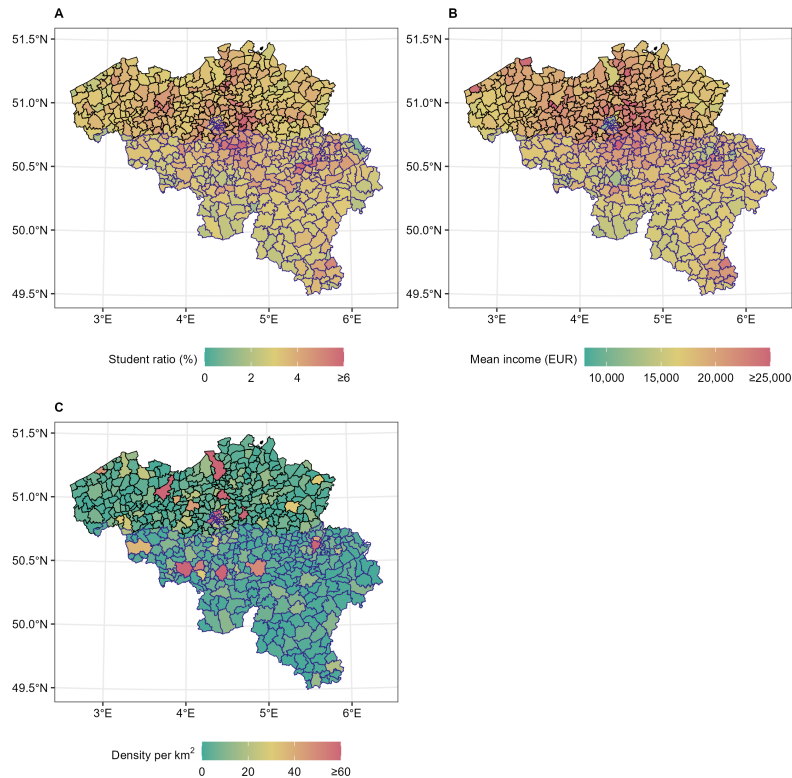 A
51.5°N
51.0°N
50.5°N
50.0°N
49.5°N
3°E 4°E 5°E 6°E
Student ratio (%)
0 2 4 ≥6
B
51.5°N
51.0°N
50.5°N
50.0°N
49.5°N
3°E 4°E 5°E 6°E
Mean income (EUR)
10,000 15,000 20,000 ≥25,000
C
51.5°N
51.0°N
50.5°N
50.0°N
49.5°N
3°E 4°E 5°E 6°E
Density per km²
0 20 40 ≥60